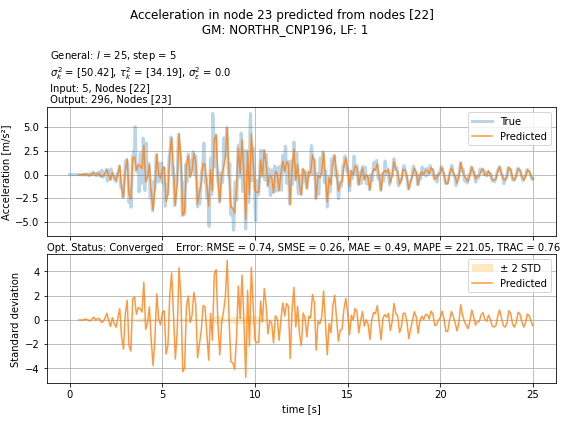 Acceleration in node 23 predicted from nodes [22]
GM: NORTHR_CNP196, LF: 1
General: l = 25, step = 5
σ²ₖ = [50.42], τ²ₖ = [34.19], σ²ε = 0.0
Input: 5, Nodes [22]
Output: 296, Nodes [23]
True
Predicted
Acceleration [m/s²]
5.0
2.5
0.0
−2.5
−5.0
Opt. Status: Converged Error: RMSE = 0.74, SMSE = 0.26, MAE = 0.49, MAPE = 221.05, TRAC = 0.76
± 2 STD
Predicted
Standard deviation
4
2
0
−2
−4
0 5 10 15 20 25
time [s]